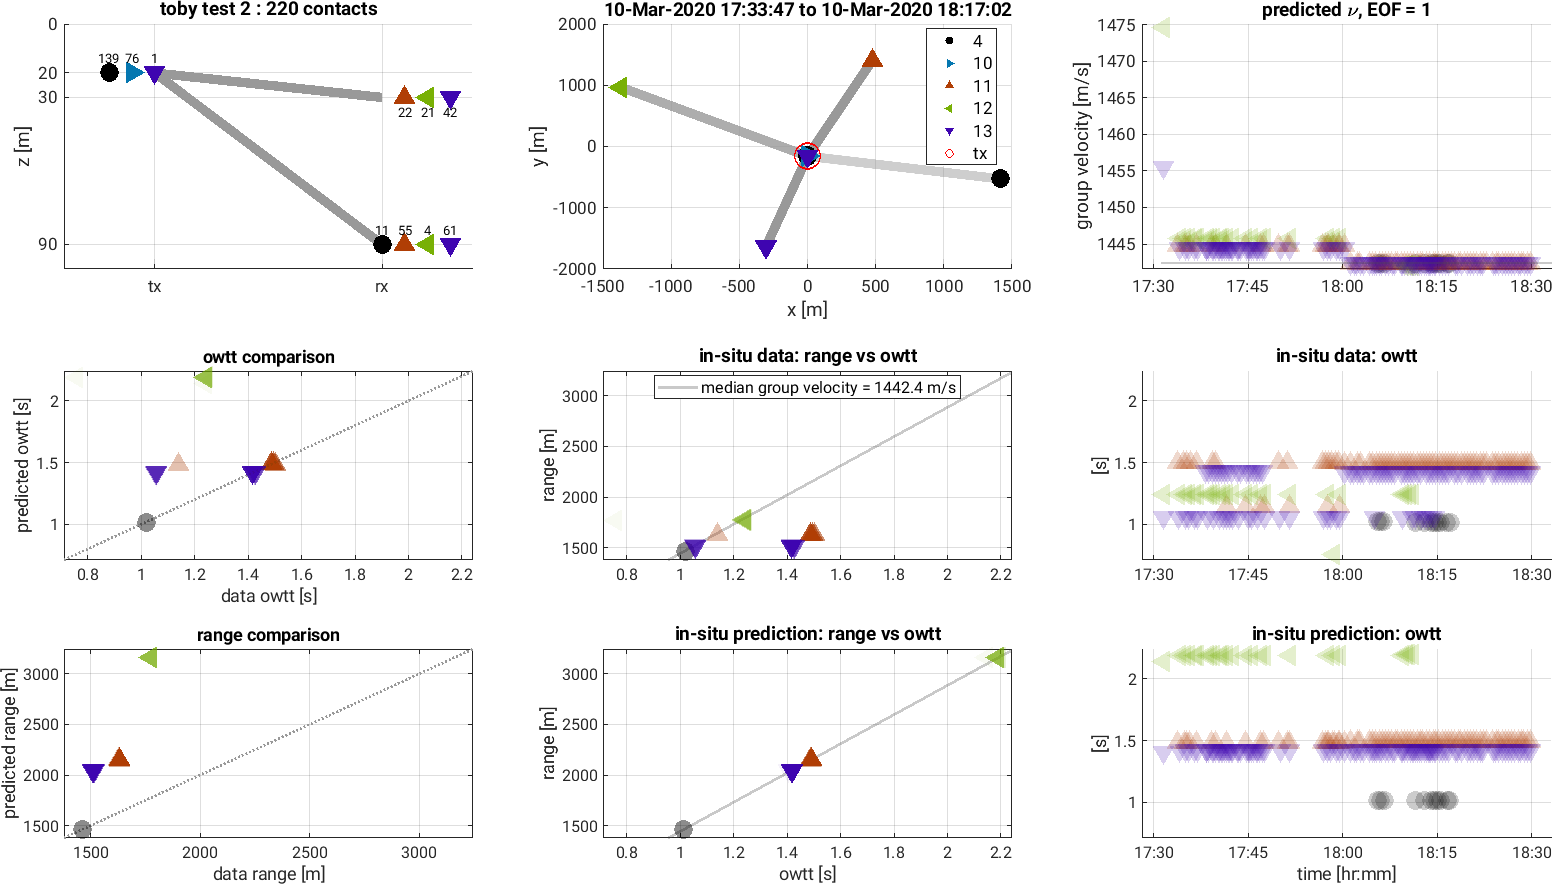 toby test 2 : 220 contacts
0
20
30
90
z [m]
139 76 1
22 21 42
11 55 4 61
tx
rx
10-Mar-2020 17:33:47 to 10-Mar-2020 18:17:02
2000
1000
0
-1000
-2000
y [m]
4
10
11
12
13
tx
-1500 -1000 -500 0 500 1000 1500
x [m]
predicted ν, EOF = 1
1475
1470
1465
1460
1455
1450
1445
group velocity [m/s]
17:30 17:45 18:00 18:15 18:30
owtt comparison
2
1.5
1
predicted owtt [s]
0.8 1 1.2 1.4 1.6 1.8 2 2.2
data owtt [s]
in-situ data: range vs owtt
median group velocity = 1442.4 m/s
3000
2500
2000
1500
range [m]
0.8 1 1.2 1.4 1.6 1.8 2 2.2
in-situ data: owtt
2
1.5
1
[s]
17:30 17:45 18:00 18:15 18:30
range comparison
3000
2500
2000
1500
predicted range [m]
1500 2000 2500 3000
data range [m]
in-situ prediction: range vs owtt
3000
2500
2000
1500
range [m]
0.8 1 1.2 1.4 1.6 1.8 2 2.2
owtt [s]
in-situ prediction: owtt
2
1.5
1
[s]
17:30 17:45 18:00 18:15 18:30
time [hr:mm]